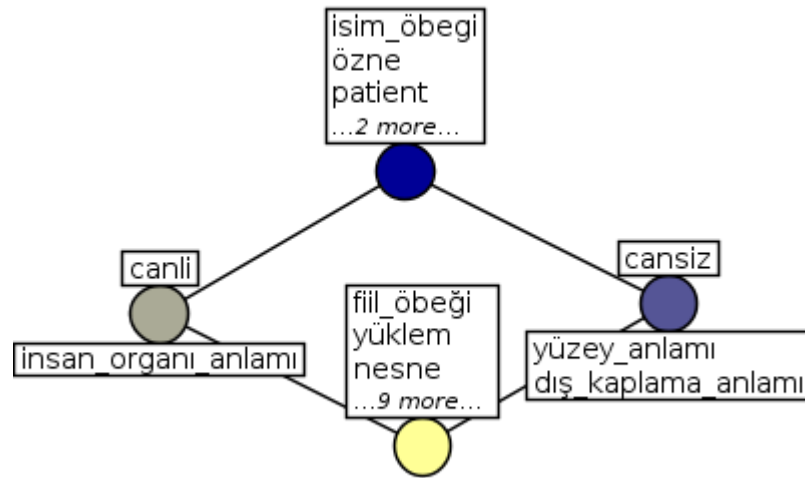 isim_öbegi
özne
patient
...2 more...
canli
cansiz
insan_organı_anlamı
fiil_öbeği
yüklem
nesne
...9 more...
yüzey_anlamı
dış_kaplama_anlamı